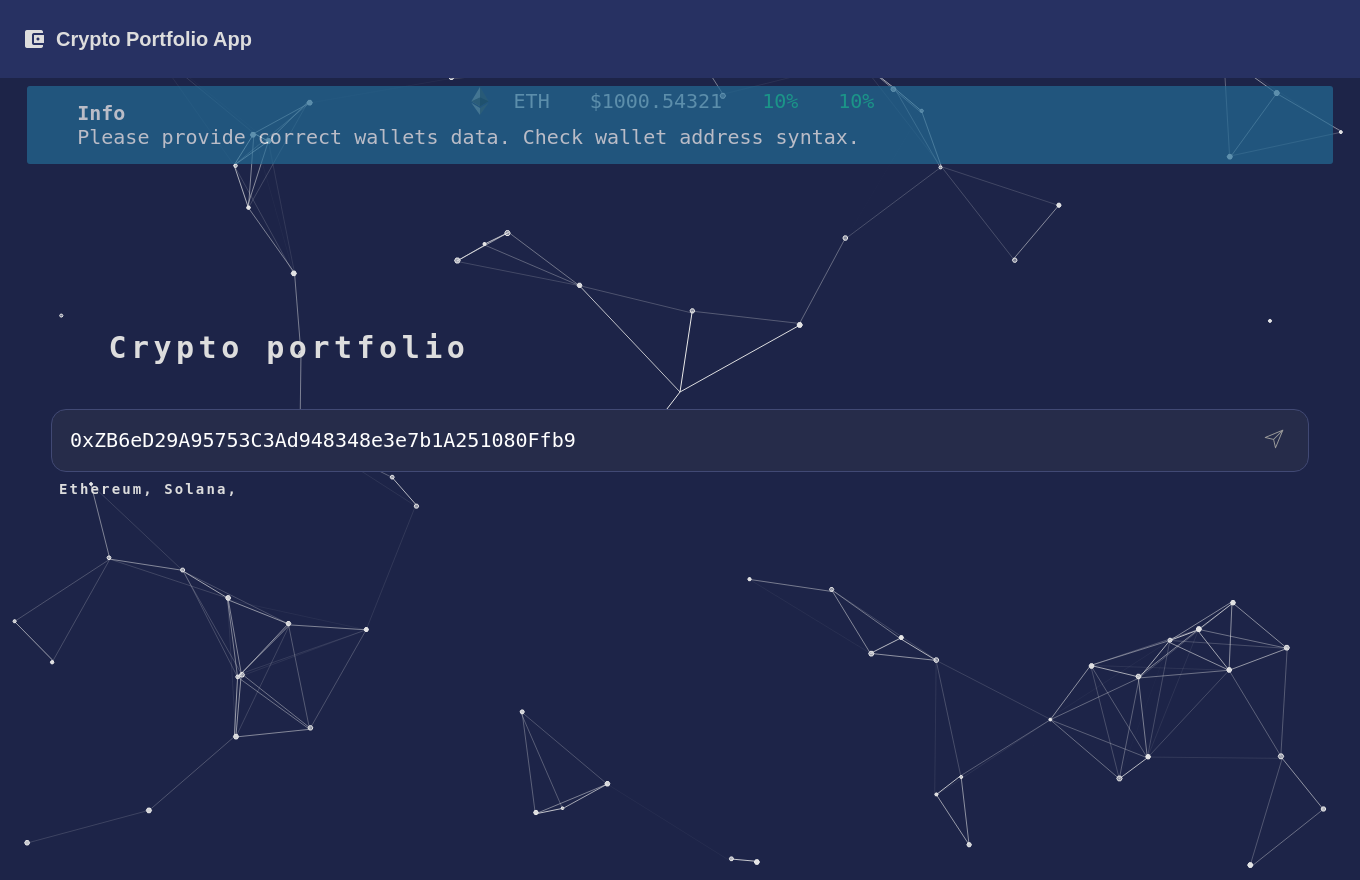 Crypto Portfolio App
ETH $1000.54321 10% 10%
Info
Please provide correct wallets data. Check wallet address syntax.
Crypto portfolio
0xZB6eD29A95753C3Ad948348e3e7b1A251080Ffb9
Ethereum, Solana,